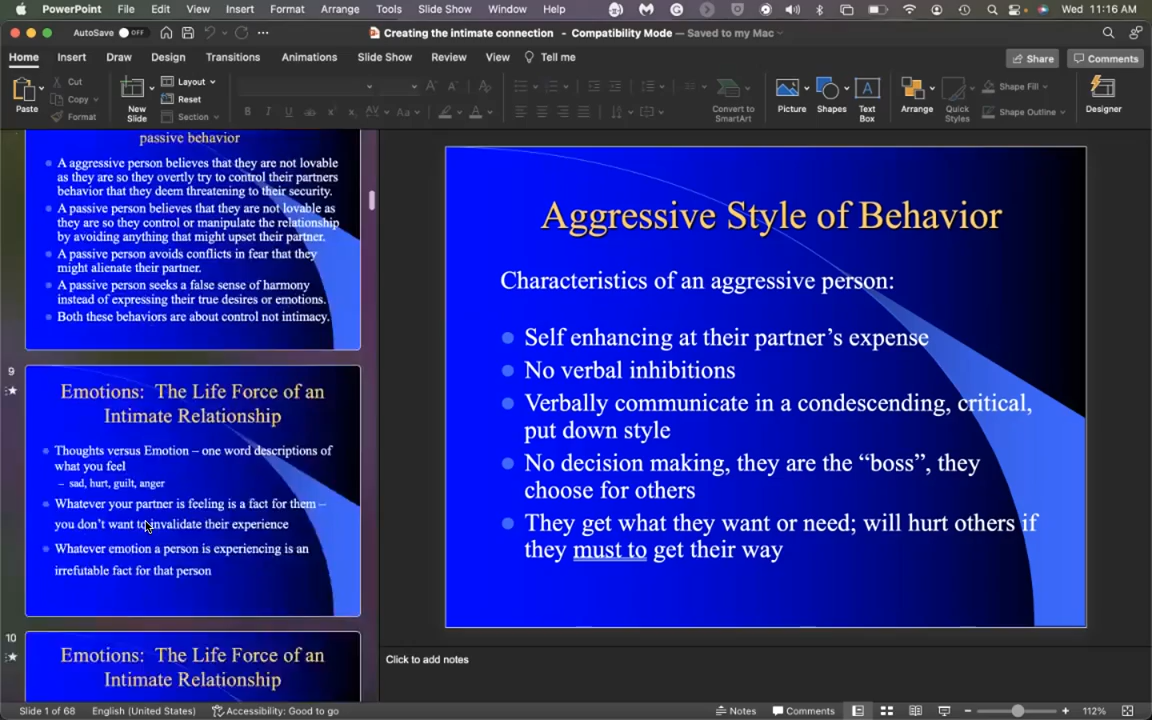 PowerPoint File Edit View Insert Format Arrange Tools Slide Show Window Help Wed 11:16 AM
AutoSave OFF Creating the intimate connection - Compatibility Mode — Saved to my Mac
Home Insert Draw Design Transitions Animations Slide Show Review View Tell me Share Comments
Paste Cut Copy Format New Slide Layout Reset Section Convert to SmartArt Picture Shapes Text Box Arrange Quick Styles Shape Fill Shape Outline Designer
passive behavior
A aggressive person believes that they are not lovable
as they are so they overtly try to control their partners
behavior that they deem threatening to their security.
A passive person believes that they are not lovable as
they are so they control or manipulate the relationship
by avoiding anything that might upset their partner.
A passive person avoids conflicts in fear that they
might alienate their partner.
A passive person seeks a false sense of harmony
instead of expressing their true desires or emotions.
Both these behaviors are about control not intimacy.
9
Emotions: The Life Force of an
Intimate Relationship
Thoughts versus Emotion – one word descriptions of
what you feel
– sad, hurt, guilt, anger
Whatever your partner is feeling is a fact for them –
you don't want to invalidate their experience
Whatever emotion a person is experiencing is an
irrefutable fact for that person
10
Emotions: The Life Force of an
Intimate Relationship
Aggressive Style of Behavior
Characteristics of an aggressive person:
Self enhancing at their partner's expense
No verbal inhibitions
Verbally communicate in a condescending, critical,
put down style
No decision making, they are the “boss”, they
choose for others
They get what they want or need; will hurt others if
they must to get their way
Click to add notes
Slide 1 of 68 English (United States) Accessibility: Good to go Notes Comments 112%